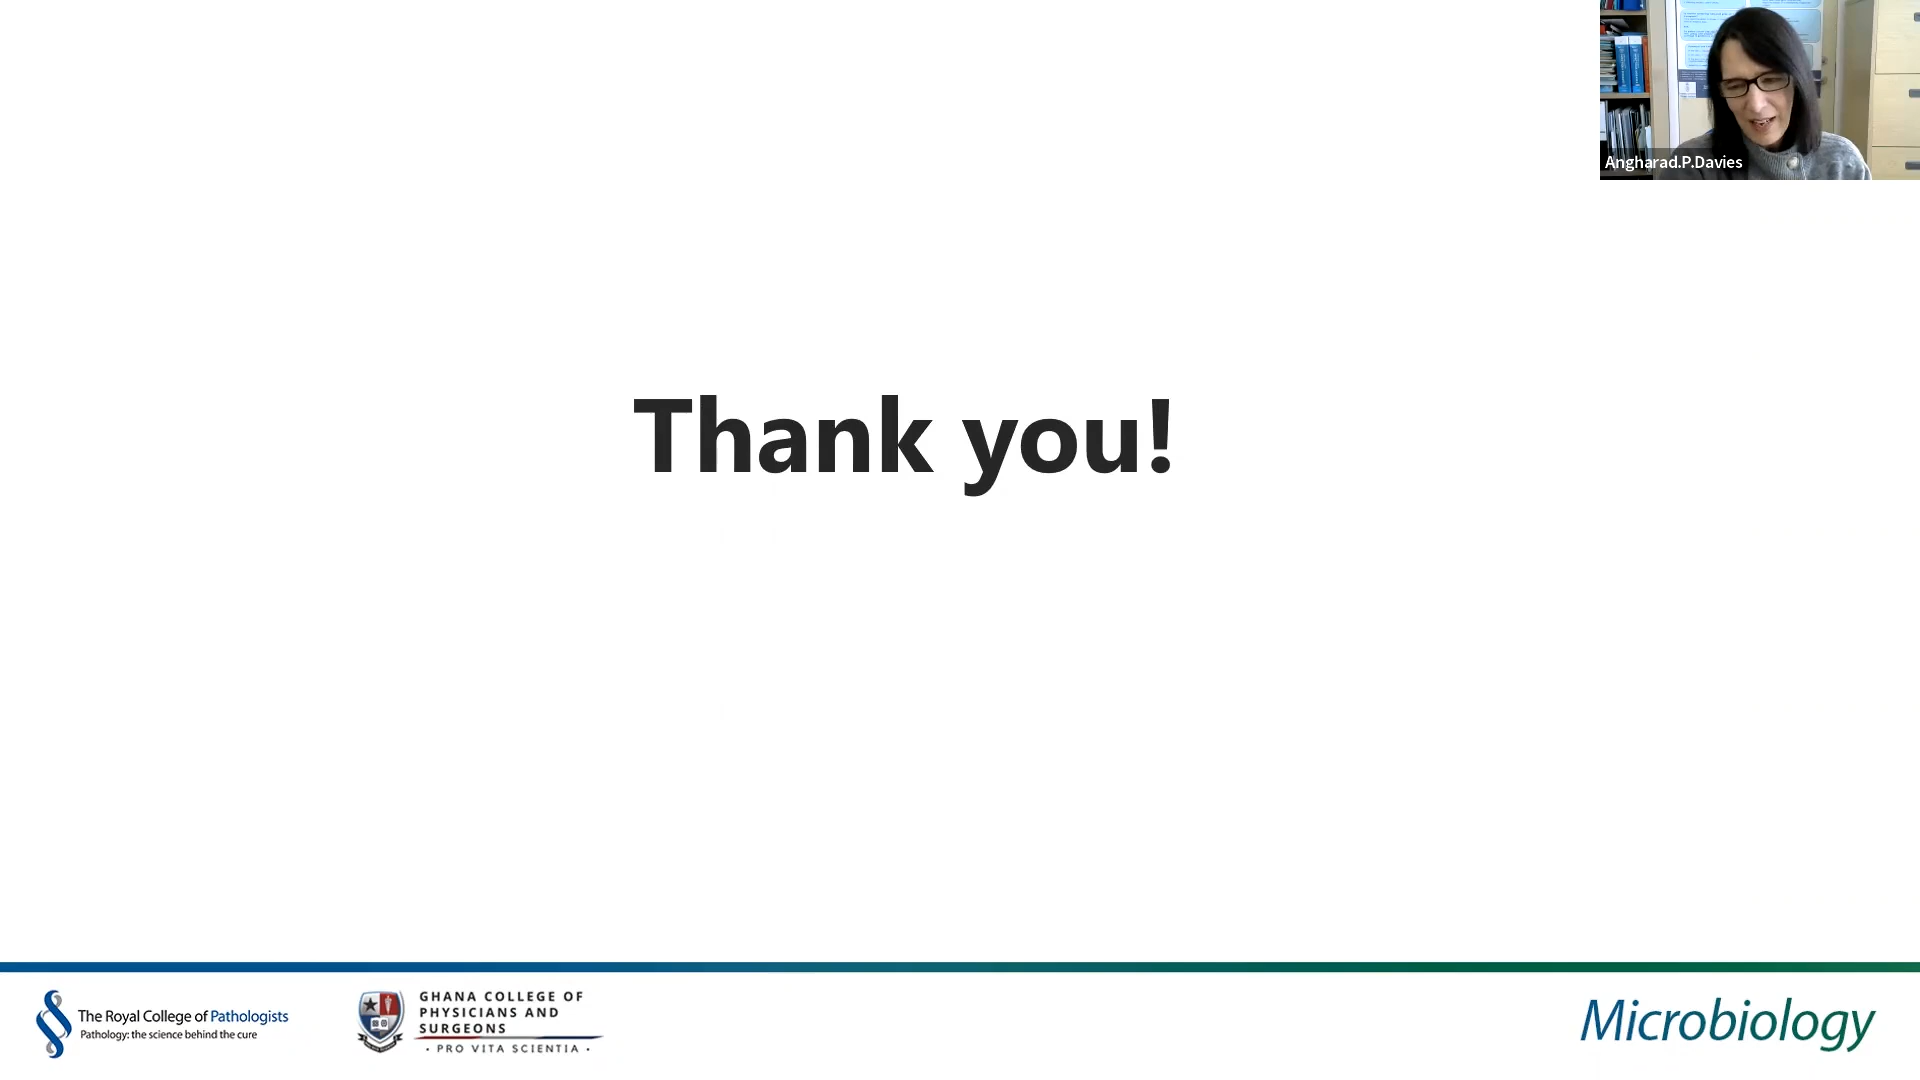 Angharad.P.Davies
Thank you!
The Royal College of Pathologists
Pathology: the science behind the cure
GHANA COLLEGE OF
PHYSICIANS AND
SURGEONS
· PRO VITA SCIENTIA ·
Microbiology